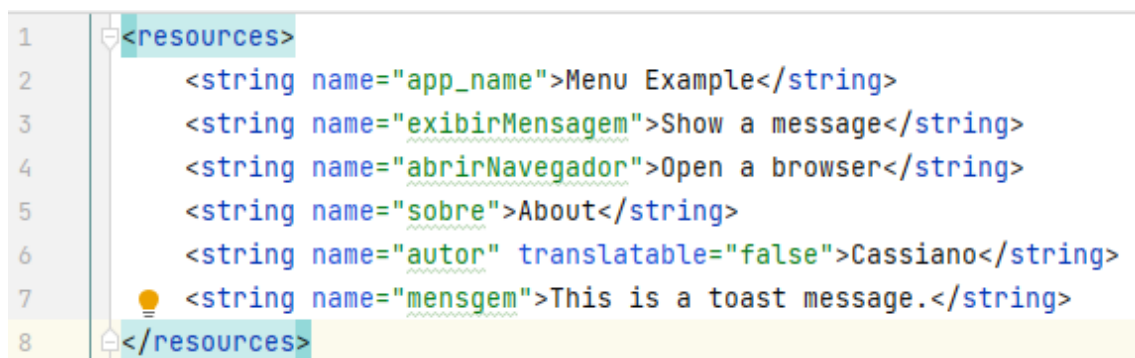 1 <resources>
2 <string name="app_name">Menu Example</string>
3 <string name="exibirMensagem">Show a message</string>
4 <string name="abrirNavegador">Open a browser</string>
5 <string name="sobre">About</string>
6 <string name="autor" translatable="false">Cassiano</string>
7 <string name="mensgem">This is a toast message.</string>
8 </resources>